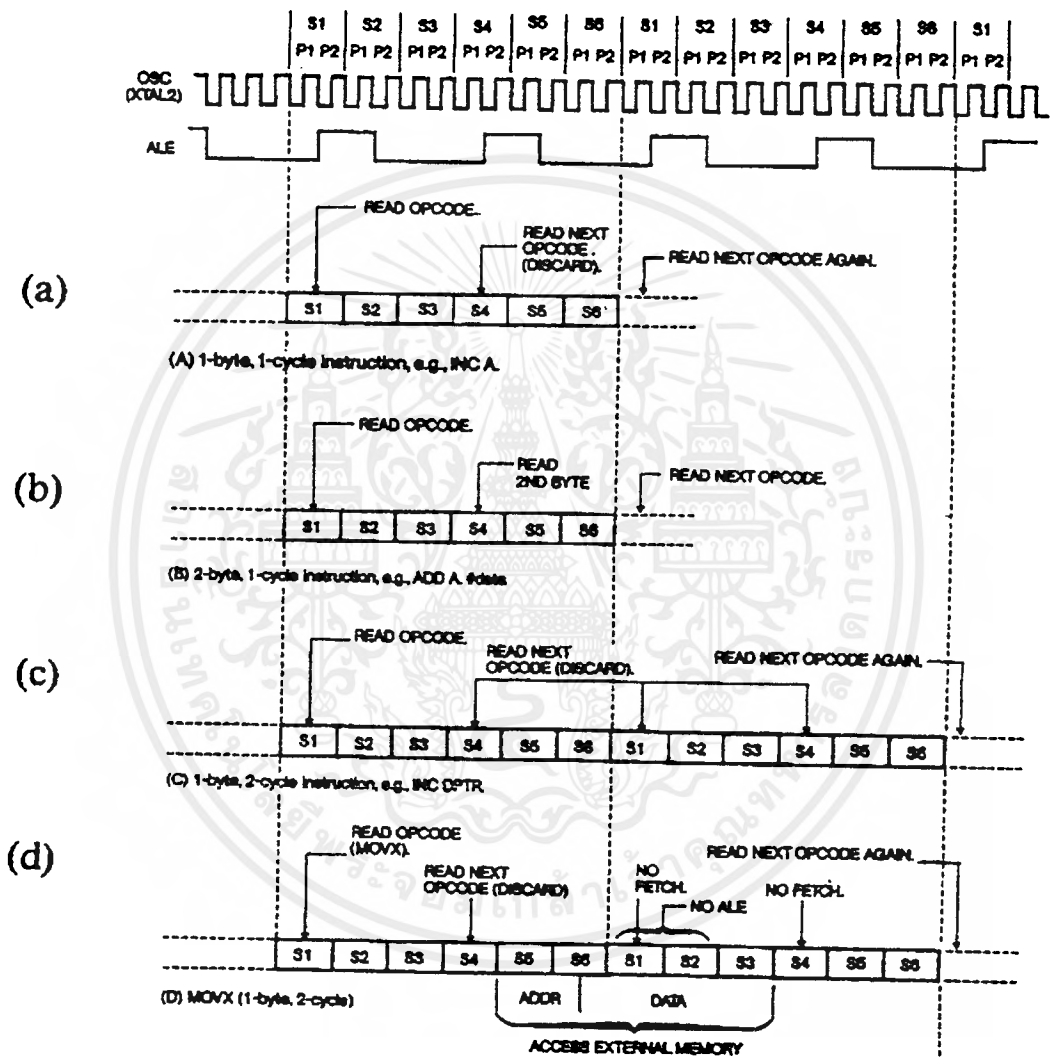 S1 S2 S3 S4 S5 S6 S1 S2 S3 S4 S5 S6 S1
P1 P2 P1 P2 P1 P2 P1 P2 P1 P2 P1 P2 P1 P2 P1 P2 P1 P2 P1 P2 P1 P2 P1 P2 P1 P2
OSC
(XTAL2)
ALE
(a)
READ OPCODE.
READ NEXT
OPCODE.
(DISCARD).
READ NEXT OPCODE AGAIN.
S1 S2 S3 S4 S5 S6
(A) 1-byte, 1-cycle instruction, e.g., INC A.
(b)
READ OPCODE.
READ
2ND BYTE
READ NEXT OPCODE.
S1 S2 S3 S4 S5 S6
(B) 2-byte, 1-cycle instruction, e.g., ADD A. #data
(c)
READ OPCODE.
READ NEXT
OPCODE (DISCARD).
READ NEXT OPCODE AGAIN.
S1 S2 S3 S4 S5 S6 S1 S2 S3 S4 S5 S6
(C) 1-byte, 2-cycle instruction, e.g., INC DPTR
(d)
READ OPCODE
(MOVX).
READ NEXT
OPCODE (DISCARD)
NO
FETCH.
NO ALE
NO FETCH.
READ NEXT OPCODE AGAIN.
S1 S2 S3 S4 S5 S6 S1 S2 S3 S4 S5 S6
(D) MOVX (1-byte, 2-cycle)
ADDR DATA
ACCESS EXTERNAL MEMORY